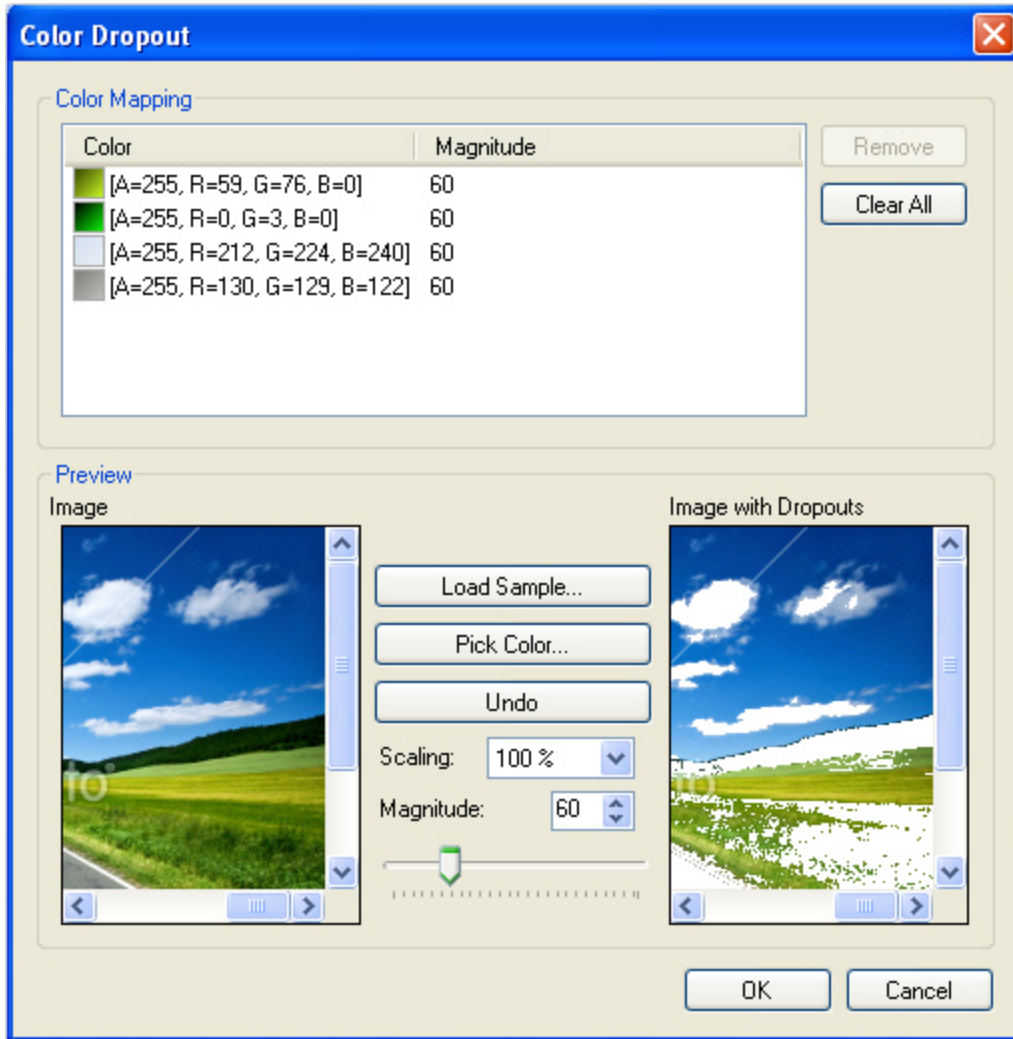 Color Dropout
Color Mapping
Color Magnitude
[A=255, R=59, G=76, B=0] 60
[A=255, R=0, G=3, B=0] 60
[A=255, R=212, G=224, B=240] 60
[A=255, R=130, G=129, B=122] 60
Remove
Clear All
Preview
Image
to
Load Sample...
Pick Color...
Undo
Scaling: 100 %
Magnitude: 60
Image with Dropouts
to
OK
Cancel